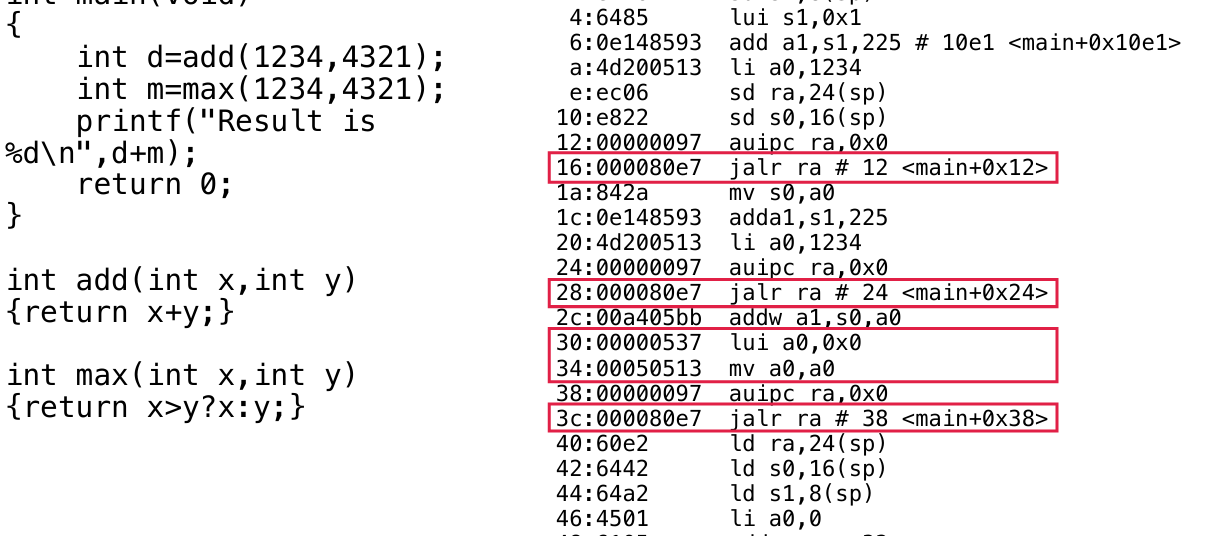 int main(void)
{
    int d=add(1234,4321);
    int m=max(1234,4321);
    printf("Result is
%d\n",d+m);
    return 0;
}
int add(int x,int y)
{return x+y;}
int max(int x,int y)
{return x>y?x:y;}
4:6485 lui s1,0x1
6:0e148593 add a1,s1,225 # 10e1 <main+0x10e1>
a:4d200513 li a0,1234
e:ec06 sd ra,24(sp)
10:e822 sd s0,16(sp)
12:00000097 auipc ra,0x0
16:000080e7 jalr ra # 12 <main+0x12>
1a:842a mv s0,a0
1c:0e148593 adda1,s1,225
20:4d200513 li a0,1234
24:00000097 auipc ra,0x0
28:000080e7 jalr ra # 24 <main+0x24>
2c:00a405bb addw a1,s0,a0
30:00000537 lui a0,0x0
34:00050513 mv a0,a0
38:00000097 auipc ra,0x0
3c:000080e7 jalr ra # 38 <main+0x38>
40:60e2 ld ra,24(sp)
42:6442 ld s0,16(sp)
44:64a2 ld s1,8(sp)
46:4501 li a0,0